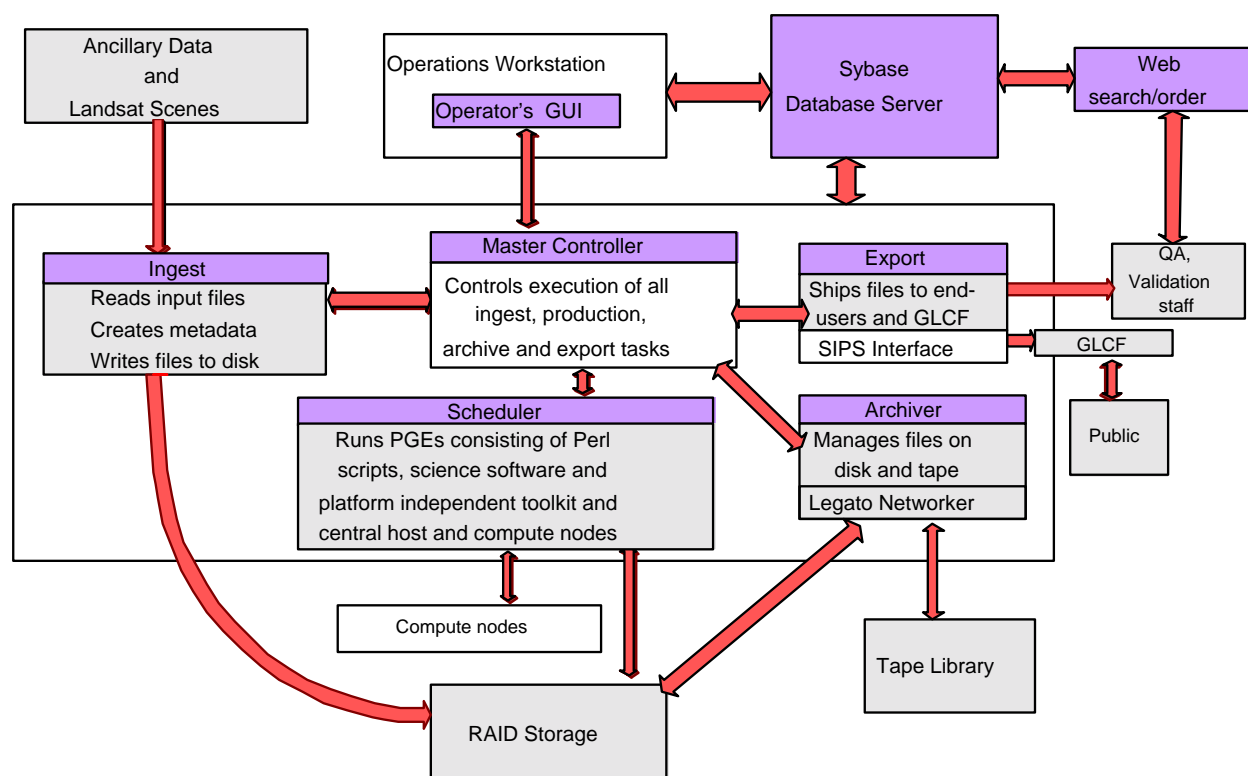 Ancillary Data
and
Landsat Scenes
Operations Workstation
Operator's GUI
Sybase
Database Server
Web
search/order
Ingest
Reads input files
Creates metadata
Writes files to disk
Master Controller
Controls execution of all
ingest, production,
archive and export tasks
Export
Ships files to end-
users and GLCF
SIPS Interface
QA,
Validation
staff
GLCF
Public
Scheduler
Runs PGEs consisting of Perl
scripts, science software and
platform independent toolkit and
central host and compute nodes
Archiver
Manages files on
disk and tape
Legato Networker
Compute nodes
Tape Library
RAID Storage